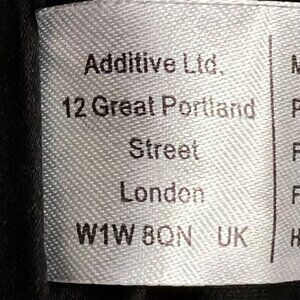 Additive Ltd.
12 Great Portland
Street
London
W1W 8QN UK